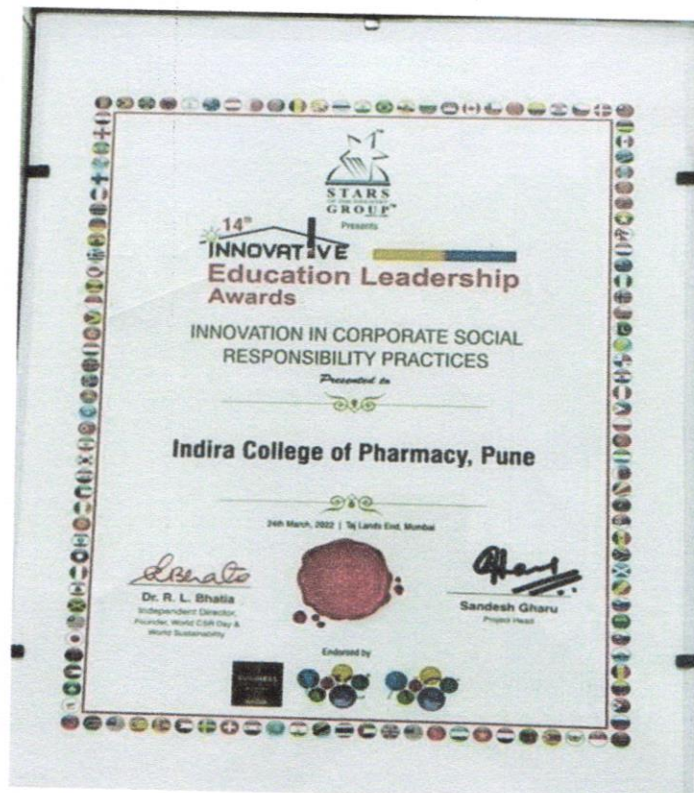 STARS
GROUP™
Presents
14th
INNOVATIVE
Education Leadership
Awards
INNOVATION IN CORPORATE SOCIAL
RESPONSIBILITY PRACTICES
Presented to
Indira College of Pharmacy, Pune
24th March, 2022 | Taj Lands End, Mumbai
Dr. R. L. Bhatia
Independent Director,
Founder, World CSR Day &
World Sustainability
Sandesh Gharu
Project Head
Endorsed by